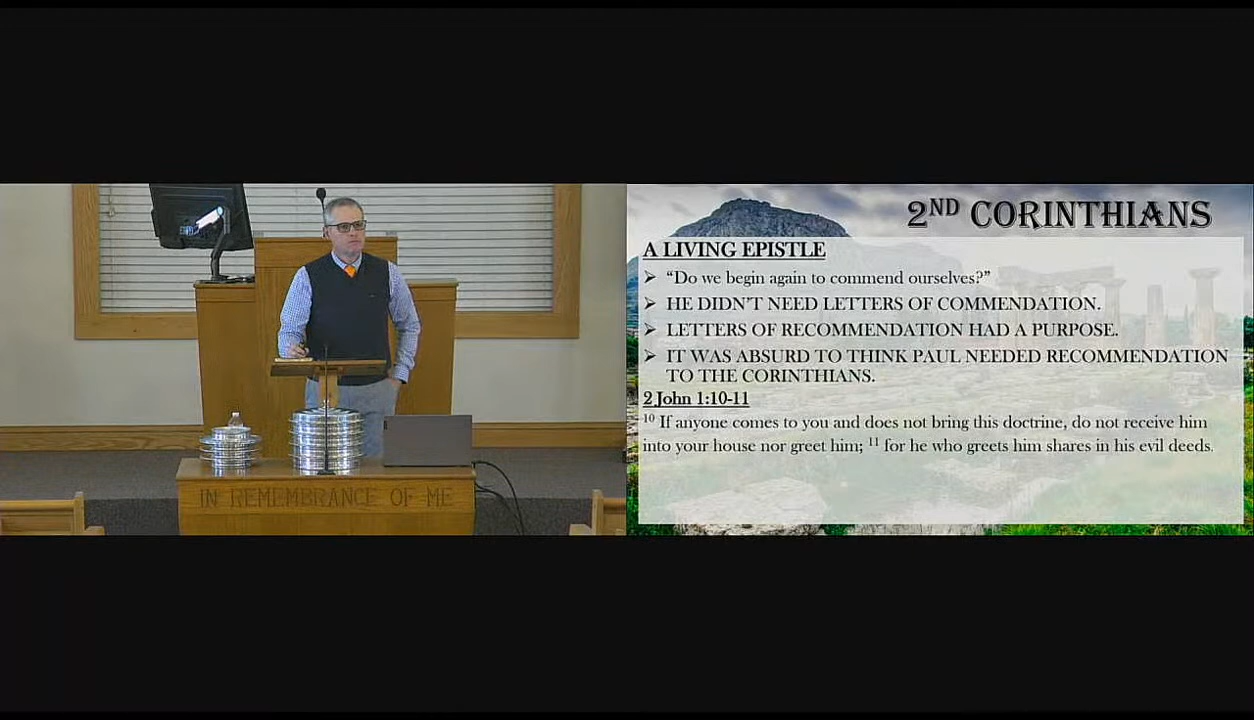 IN REMEMBRANCE OF ME
2ND CORINTHIANS
A LIVING EPISTLE
➢ “Do we begin again to commend ourselves?”
➢ HE DIDN’T NEED LETTERS OF COMMENDATION.
➢ LETTERS OF RECOMMENDATION HAD A PURPOSE.
➢ IT WAS ABSURD TO THINK PAUL NEEDED RECOMMENDATION
TO THE CORINTHIANS.
2 John 1:10-11
10 If anyone comes to you and does not bring this doctrine, do not receive him
into your house nor greet him; 11 for he who greets him shares in his evil deeds.